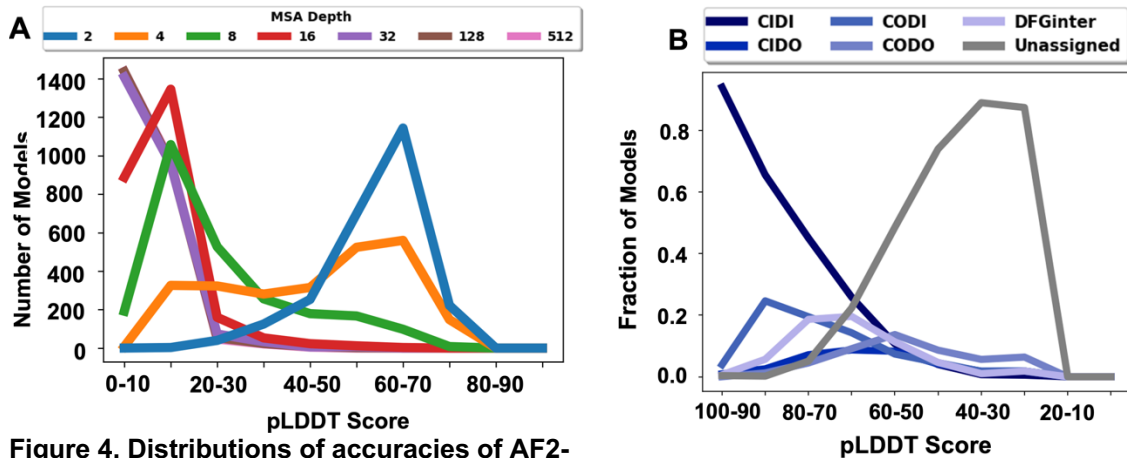 A
MSA Depth
2 4 8 16 32 128 512
Number of Models
1400
1200
1000
800
600
400
200
0
0-10 20-30 40-50 60-70 80-90
pLDDT Score
Figure 4. Distributions of accuracies of AF2-
B
CIDI CODI DFGinter
CIDO CODO Unassigned
Fraction of Models
0.8
0.6
0.4
0.2
0.0
100-90 80-70 60-50 40-30 20-10
pLDDT Score